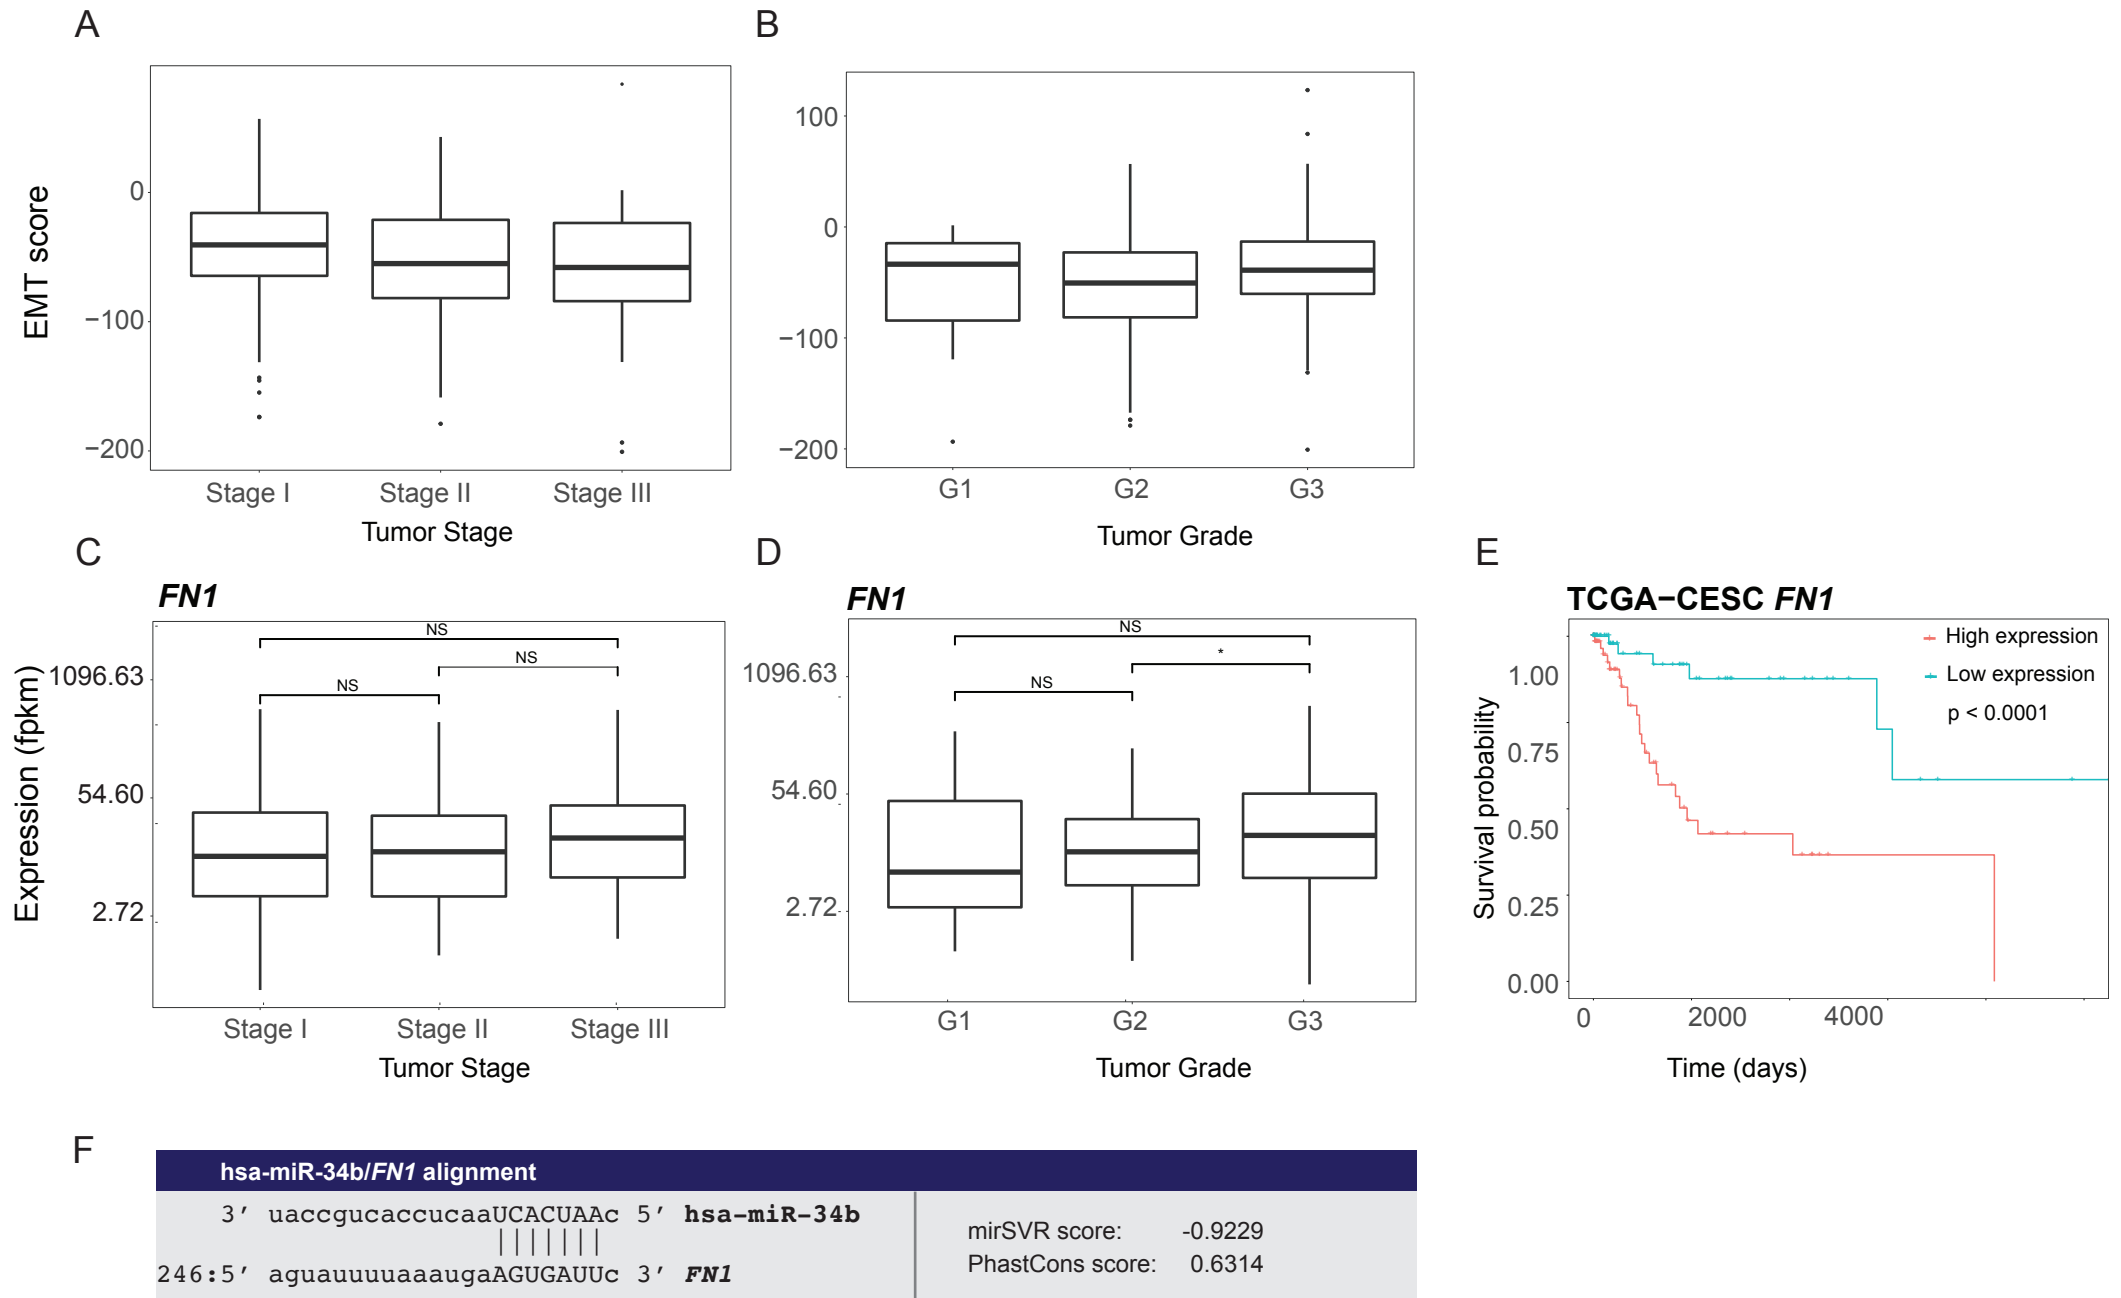 A
B
EMT score
0
−100
−200
Stage I
Stage II
Stage III
Tumor Stage
100
0
−100
−200
G1
G2
G3
Tumor Grade
C
D
E
FN1
Expression (fpkm)
1096.63
54.60
2.72
NS
NS
NS
Stage I
Stage II
Stage III
Tumor Stage
FN1
1096.63
54.60
2.72
NS
*
NS
G1
G2
G3
Tumor Grade
TCGA−CESC FN1
Survival probability
1.00
0.75
0.50
0.25
0.00
High expression
Low expression
p < 0.0001
0
2000
4000
Time (days)
F
hsa-miR-34b/FN1 alignment
3′ uaccgucaccucaaUCACUAAc 5′ hsa-miR-34b
|||||||
246:5′ aguauuuuaaaugaAGUGAUUc 3′ FN1
mirSVR score: -0.9229
PhastCons score: 0.6314